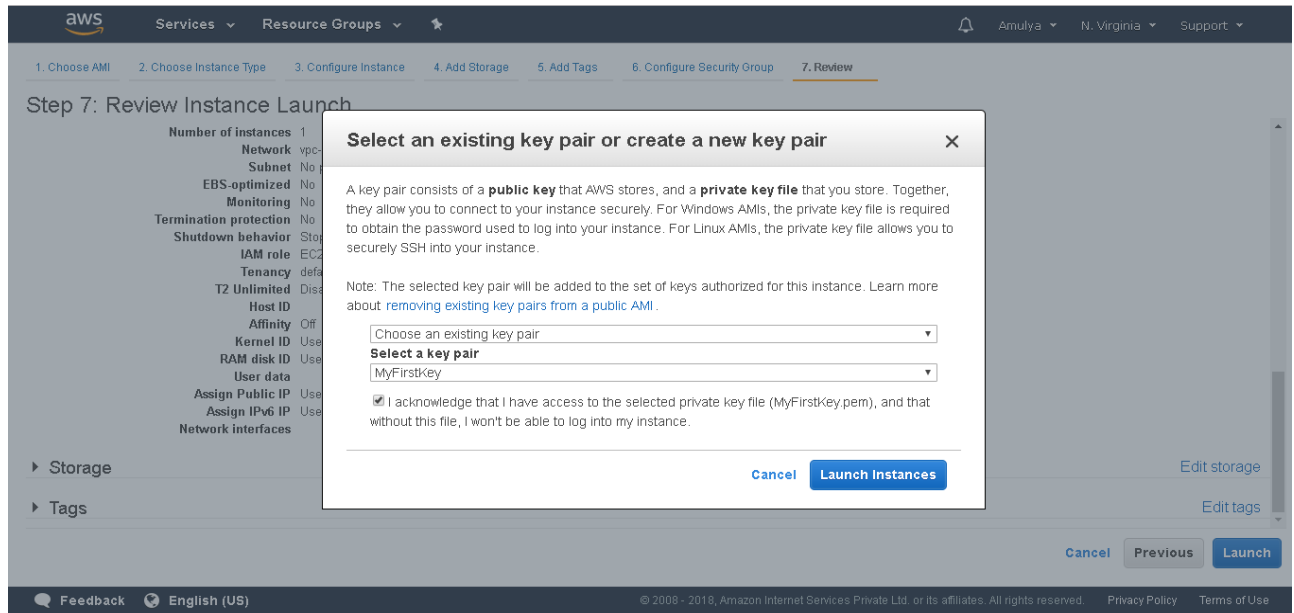 aws
Services
Resource Groups
Amulya
N. Virginia
Support
1. Choose AMI
2. Choose Instance Type
3. Configure Instance
4. Add Storage
5. Add Tags
6. Configure Security Group
7. Review
Step 7: Review Instance Launch
Number of instances 1
Network vpc-
Subnet No
EBS-optimized No
Monitoring No
Termination protection No
Shutdown behavior Stop
IAM role EC2
Tenancy defa
T2 Unlimited Disa
Host ID
Affinity Off
Kernel ID Use
RAM disk ID Use
User data
Assign Public IP Use
Assign IPv6 IP Use
Network interfaces
Storage
Edit storage
Tags
Edit tags
Select an existing key pair or create a new key pair
A key pair consists of a public key that AWS stores, and a private key file that you store. Together,
they allow you to connect to your instance securely. For Windows AMIs, the private key file is required
to obtain the password used to log into your instance. For Linux AMIs, the private key file allows you to
securely SSH into your instance.
Note: The selected key pair will be added to the set of keys authorized for this instance. Learn more
about removing existing key pairs from a public AMI .
Choose an existing key pair
Select a key pair
MyFirstKey
I acknowledge that I have access to the selected private key file (MyFirstKey.pem), and that
without this file, I won't be able to log into my instance.
Cancel
Launch Instances
Cancel
Previous
Launch
Feedback
English (US)
© 2008 - 2018, Amazon Internet Services Private Ltd. or its affiliates. All rights reserved.
Privacy Policy
Terms of Use